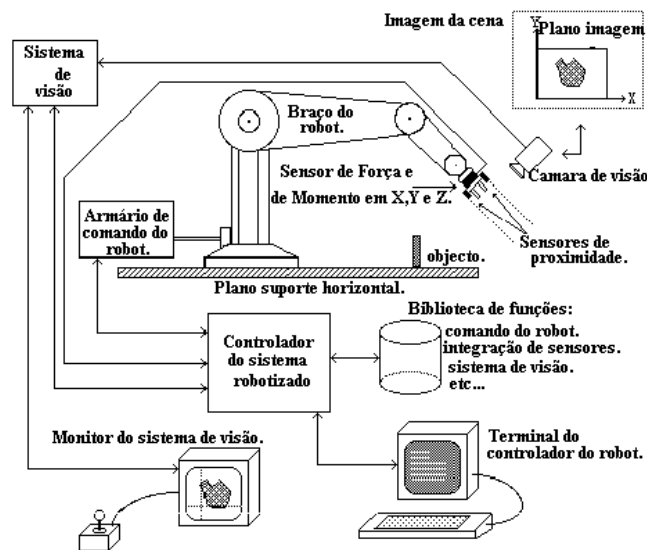 Imagem da cena
Y
Plano imagem
X
Sistema
de
visão
Braço do
robot.
Camara de visão
Sensor de Força e
de Momento em X,Y e Z.
Armário de
comando do
robot.
Sensores de
proximidade.
objecto.
Plano suporte horizontal.
Biblioteca de funções:
comando do robot.
integração de sensores.
sistema de visão.
etc...
Controlador
do sistema
robotizado
Monitor do sistema de visão.
Terminal do
controlador do robot.